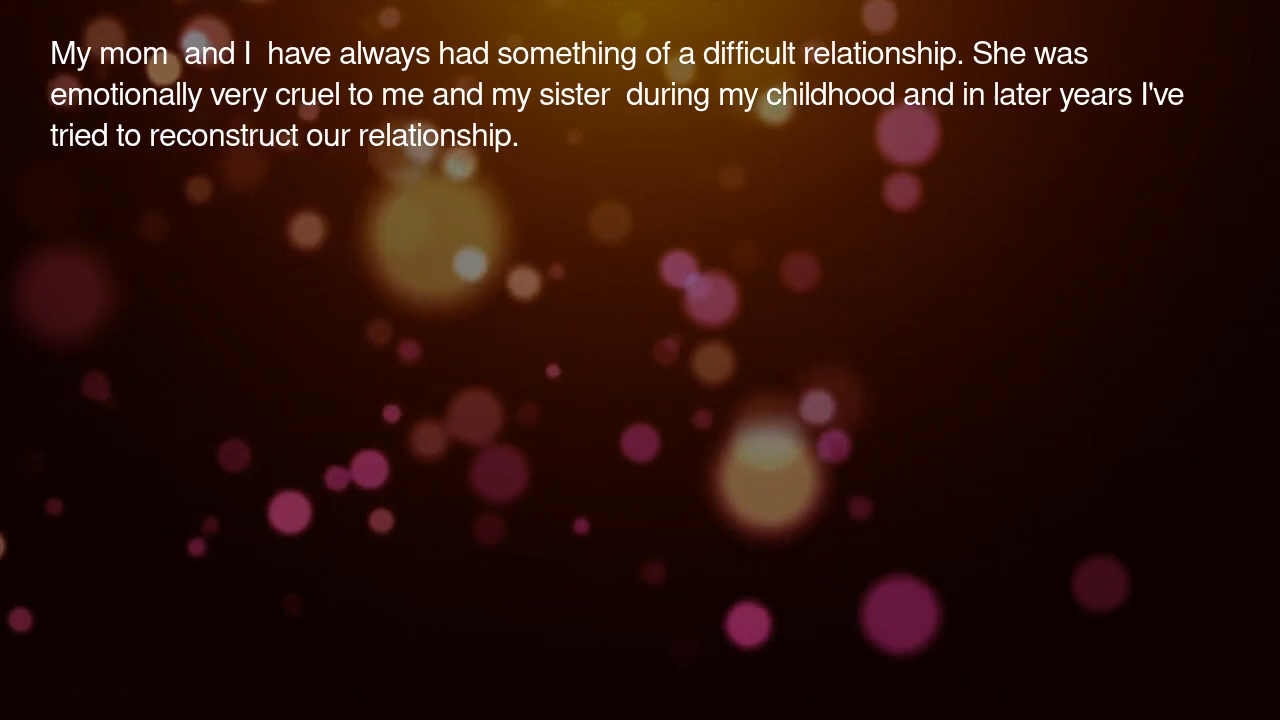 My mom  and I  have always had something of a difficult relationship. She was
emotionally very cruel to me and my sister  during my childhood and in later years I've
tried to reconstruct our relationship.